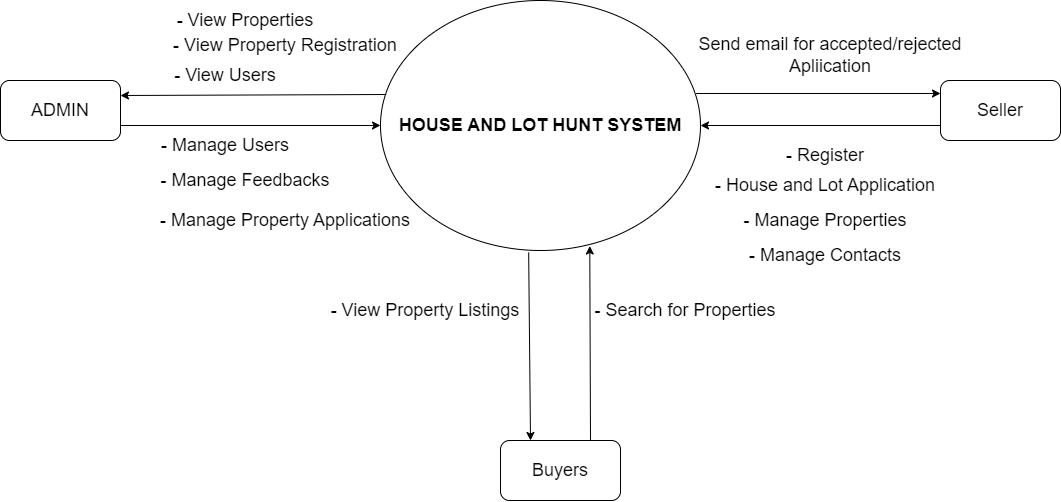 - View Properties
- View Property Registration
- View Users
ADMIN
- Manage Users
- Manage Feedbacks
- Manage Property Applications
HOUSE AND LOT HUNT SYSTEM
Send email for accepted/rejected
Apliication
Seller
- Register
- House and Lot Application
- Manage Properties
- Manage Contacts
- View Property Listings
- Search for Properties
Buyers